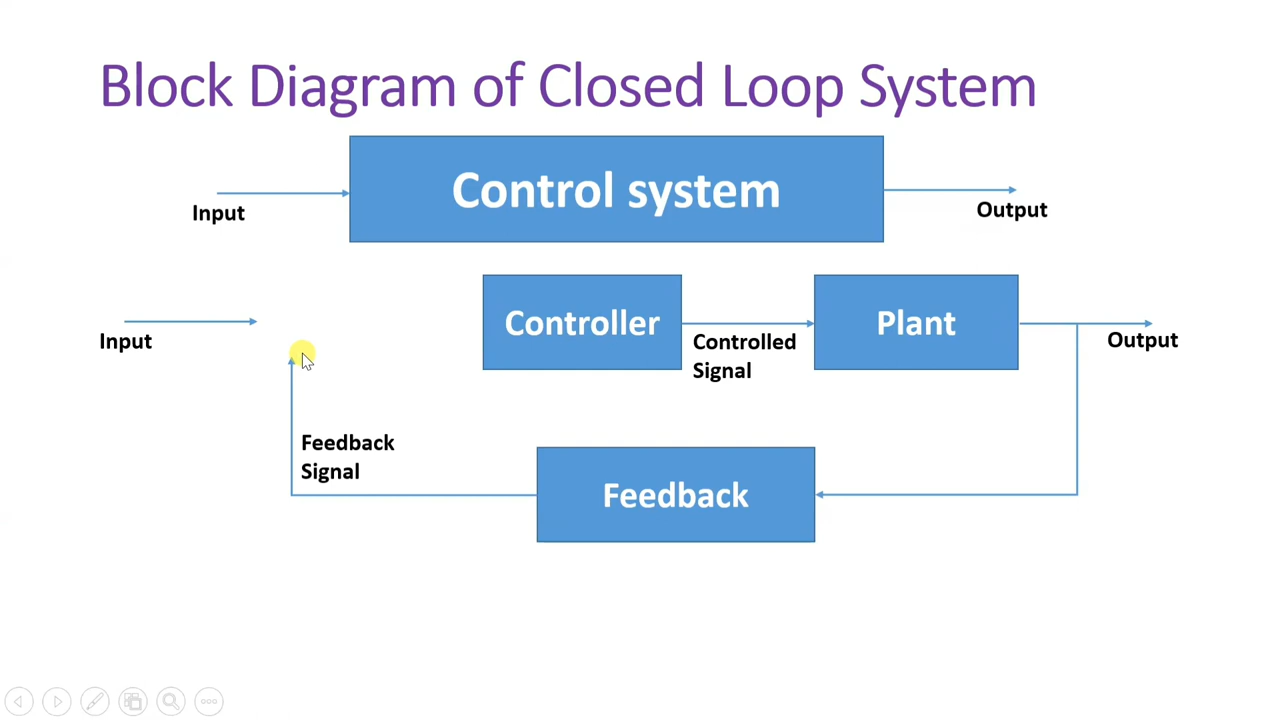 Block Diagram of Closed Loop System
Control system
Input
Output
Controller
Plant
Input
Controlled
Signal
Output
Feedback
Signal
Feedback